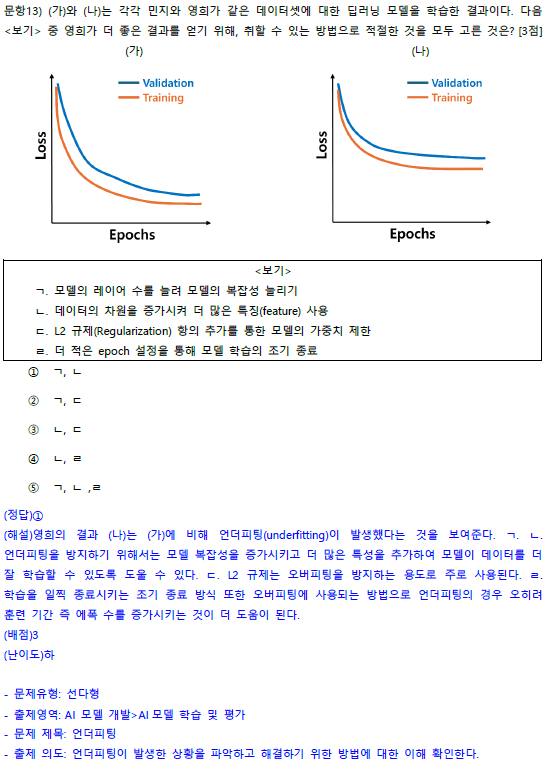 문항13) (가)와 (나)는 각각 민지와 영희가 같은 데이터셋에 대한 딥러닝 모델을 학습한 결과이다. 다음
<보기> 중 영희가 더 좋은 결과를 얻기 위해, 취할 수 있는 방법으로 적절한 것을 모두 고른 것은? [3점]
(가) (나)
Validation
Training
Loss
Epochs
Validation
Training
Loss
Epochs
<보기>
ㄱ. 모델의 레이어 수를 늘려 모델의 복잡성 늘리기
ㄴ. 데이터의 차원을 증가시켜 더 많은 특징(feature) 사용
ㄷ. L2 규제(Regularization) 항의 추가를 통한 모델의 가중치 제한
ㄹ. 더 적은 epoch 설정을 통해 모델 학습의 조기 종료
① ㄱ, ㄴ
② ㄱ, ㄷ
③ ㄴ, ㄷ
④ ㄴ, ㄹ
⑤ ㄱ, ㄴ ,ㄹ
(정답)①
(해설)영희의 결과 (나)는 (가)에 비해 언더피팅(underfitting)이 발생했다는 것을 보여준다. ㄱ. ㄴ.
언더피팅을 방지하기 위해서는 모델 복잡성을 증가시키고 더 많은 특성을 추가하여 모델이 데이터를 더
잘 학습할 수 있도록 도울 수 있다. ㄷ. L2 규제는 오버피팅을 방지하는 용도로 주로 사용된다. ㄹ.
학습을 일찍 종료시키는 조기 종료 방식 또한 오버피팅에 사용되는 방법으로 언더피팅의 경우 오히려
훈련 기간 즉 에폭 수를 증가시키는 것이 더 도움이 된다.
(배점)3
(난이도)하
- 문제유형: 선다형
- 출제영역: AI 모델 개발>AI 모델 학습 및 평가
- 문제 제목: 언더피팅
- 출제 의도: 언더피팅이 발생한 상황을 파악하고 해결하기 위한 방법에 대한 이해 확인한다.